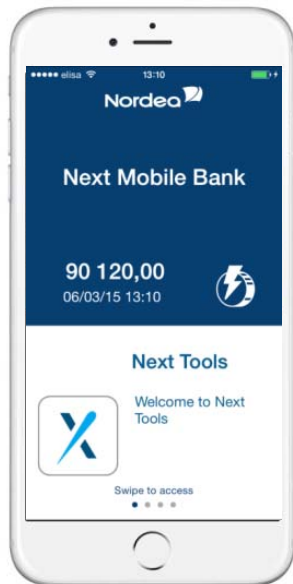 elisa 13:10
Nordea
Next Mobile Bank
90 120,00
06/03/15 13:10
Next Tools
Welcome to Next
Tools
Swipe to access